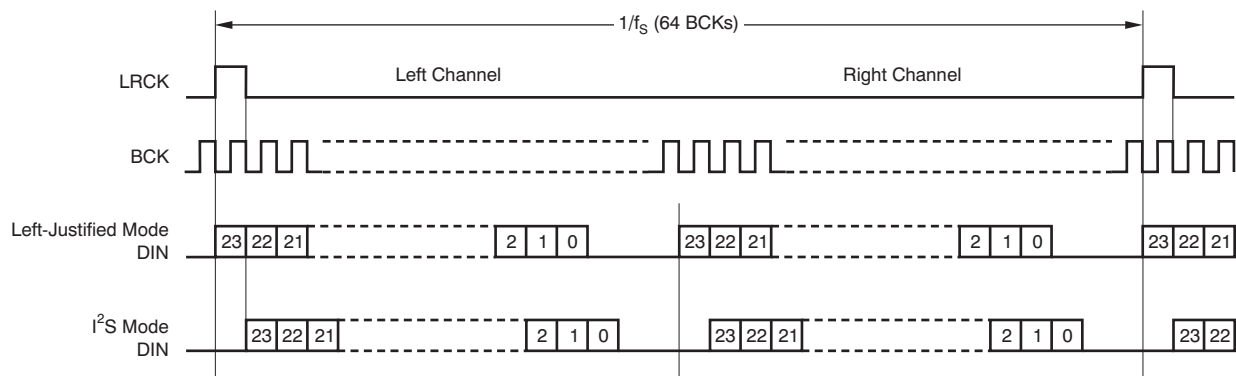 1/fS (64 BCKs)
LRCK
Left Channel
Right Channel
BCK
Left-Justified Mode
DIN
23 22 21
2 1 0
23 22 21
2 1 0
23 22 21
I²S Mode
DIN
23 22 21
2 1 0
23 22 21
2 1 0
23 22